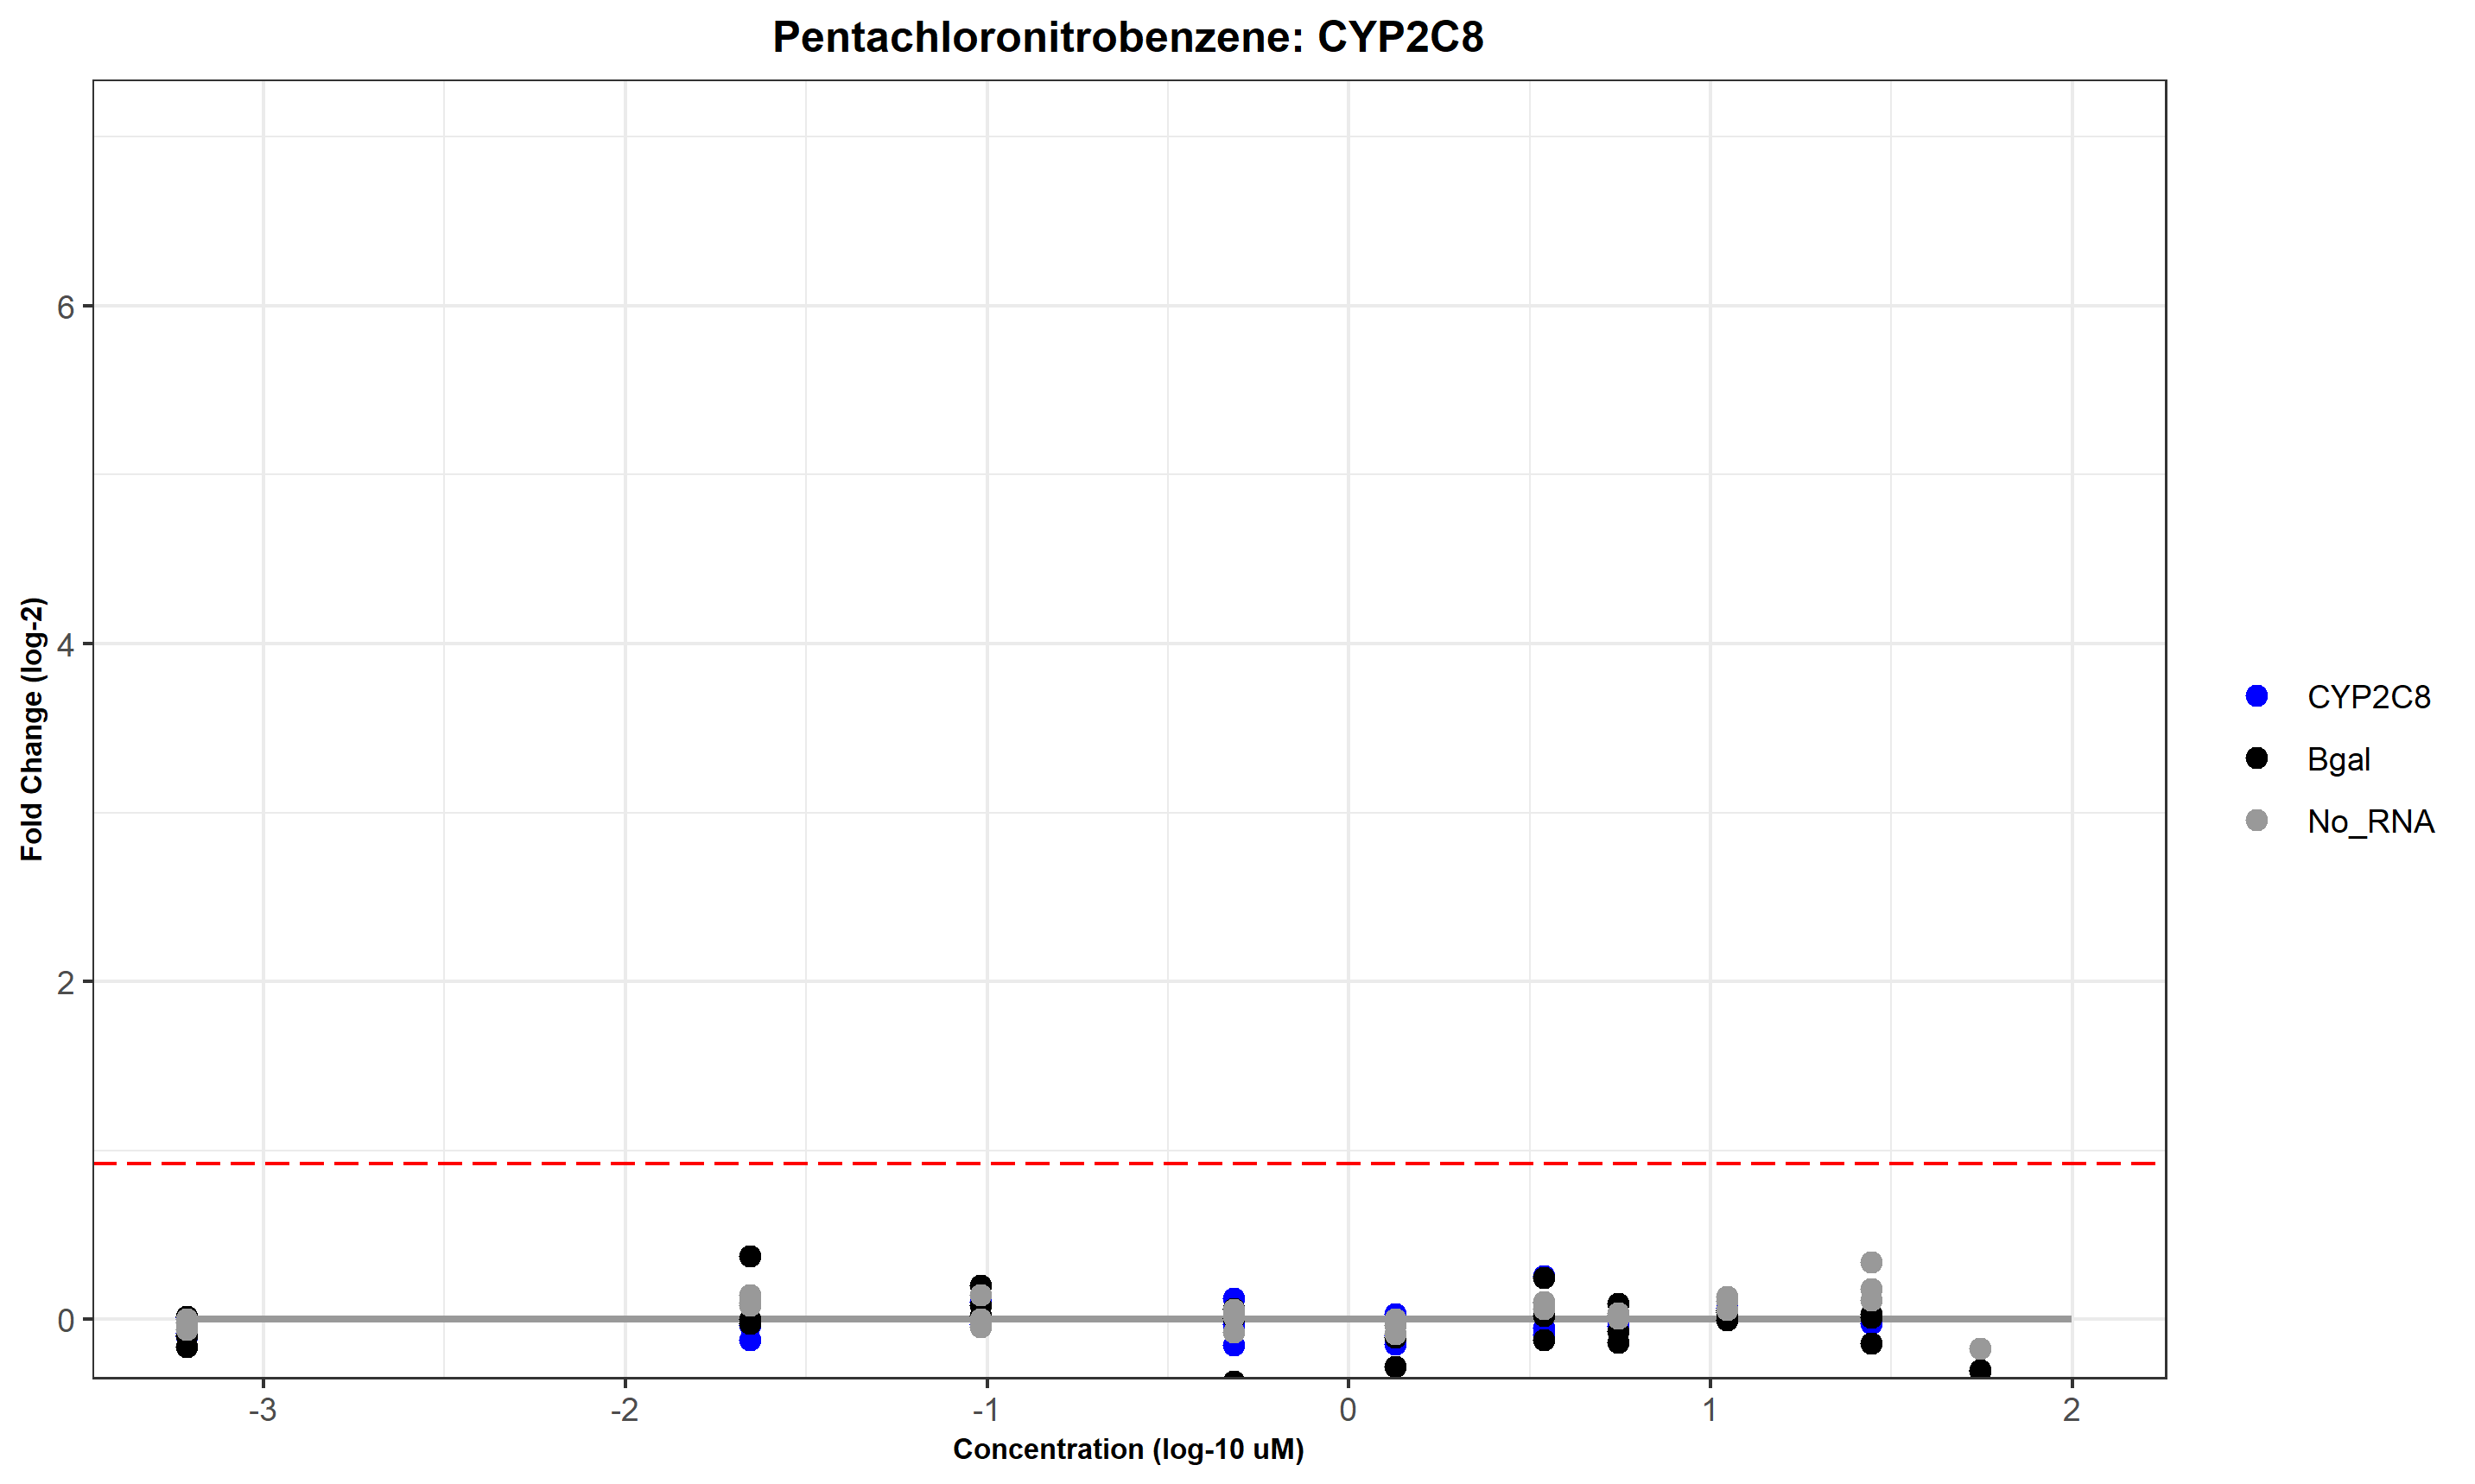 Pentachloronitrobenzene: CYP2C8
Fold Change (log-2)
6
4
2
0
-3 -2 -1 0 1 2
Concentration (log-10 uM)
CYP2C8
Bgal
No_RNA